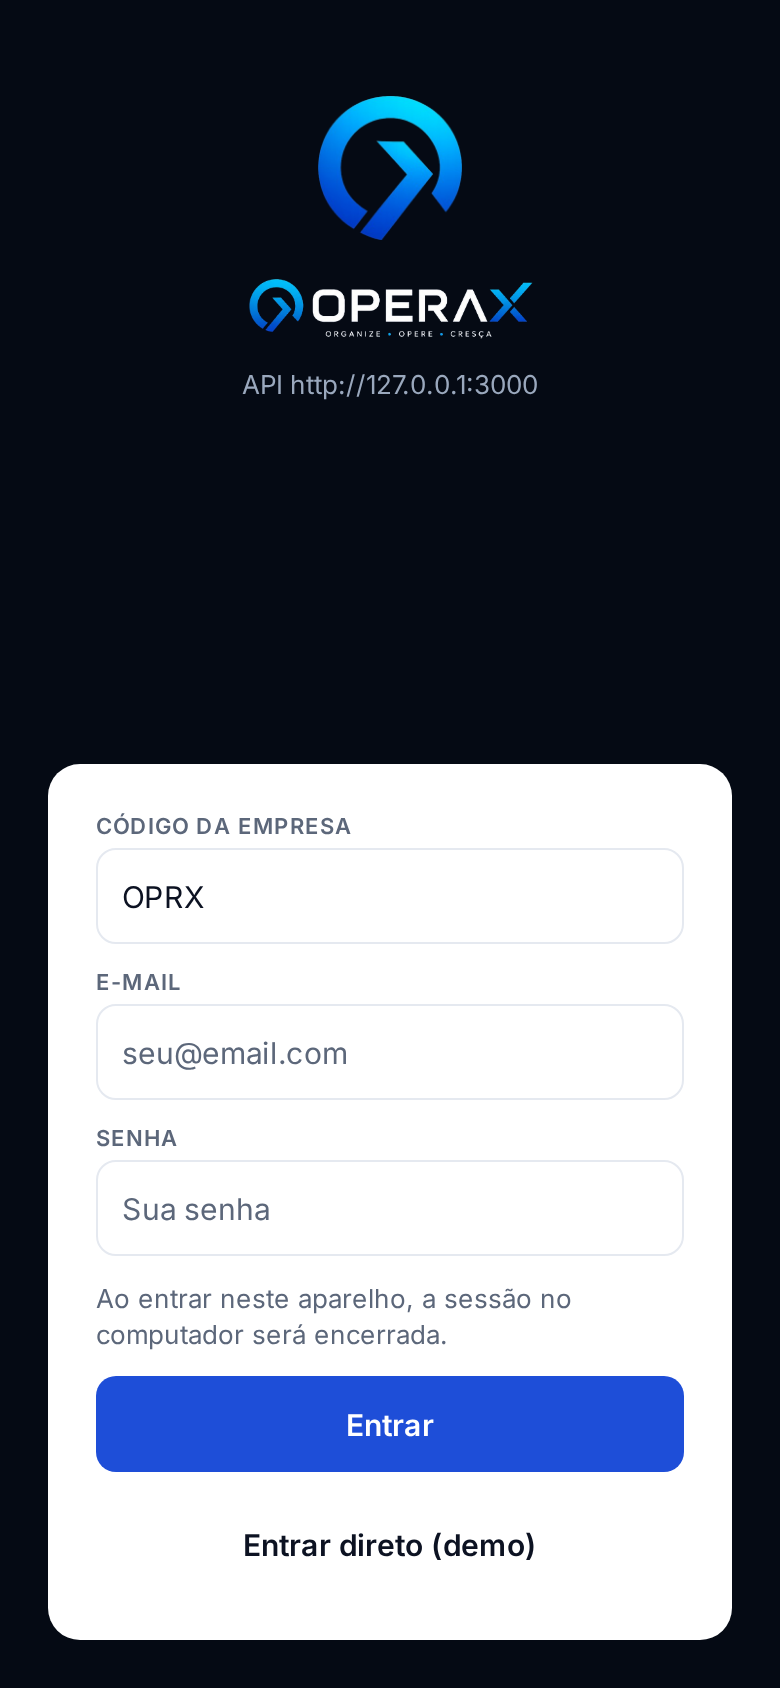 OPERAX
ORGANIZE • OPERE • CRESÇA
API http://127.0.0.1:3000
CÓDIGO DA EMPRESA
OPRX
E-MAIL
seu@email.com
SENHA
Sua senha
Ao entrar neste aparelho, a sessão no
computador será encerrada.
Entrar
Entrar direto (demo)